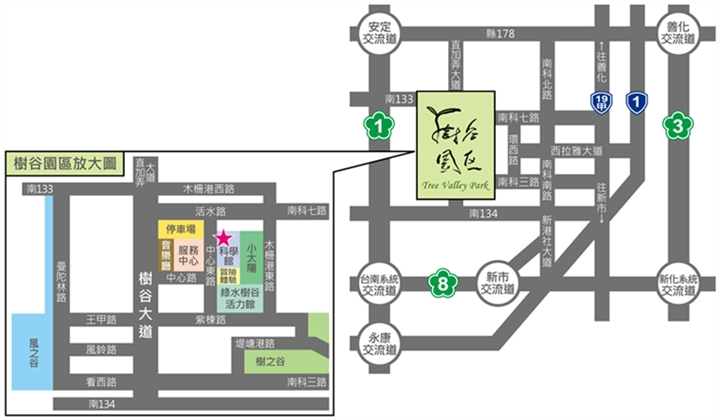 安定
交流道
善化
交流道
縣178
直加弄大道
南科北路
←往善化
19甲
1
1
3
南133
樹谷
園区
Tree Valley Park
南科七路
環西路
西拉雅大道
南科三路
南科南路
往新市→
南134
新港社大道
台南系統
交流道
8
新市
交流道
新化系統
交流道
永康
交流道
樹谷園區放大圖
直加弄
大道
南133
木柵港西路
活水路
南科七路
停車場
音樂廳
服務
中心
中心路
中心東路
科學館
冒險
體驗
小太陽
綠水樹谷
活力館
木柵港東路
曼陀林路
樹谷大道
王甲路
紫楝路
風之谷
風鈴路
堤塘港路
樹之谷
看西路
南科三路
南134